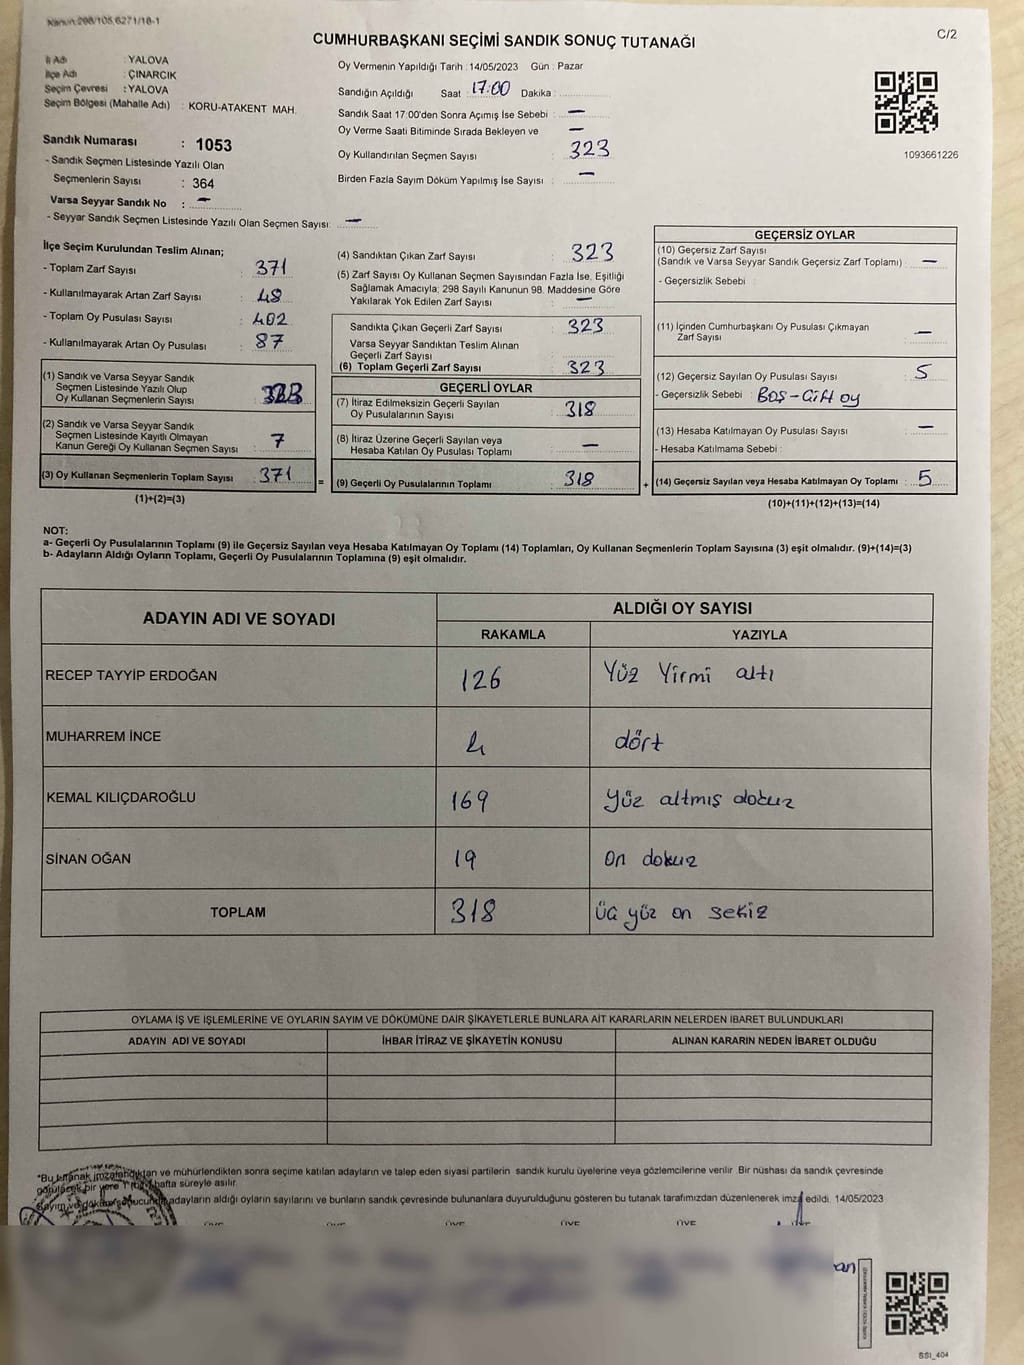 Kanun:298/105,6271/18-1
C/2
CUMHURBAŞKANI SEÇİMİ SANDIK SONUÇ TUTANAĞI
İl Adı : YALOVA
İlçe Adı : ÇINARCIK
Seçim Çevresi : YALOVA
Seçim Bölgesi (Mahalle Adı) : KORU-ATAKENT MAH.
Sandık Numarası : 1053
- Sandık Seçmen Listesinde Yazılı Olan
Seçmenlerin Sayısı : 364
Varsa Seyyar Sandık No : —
- Seyyar Sandık Seçmen Listesinde Yazılı Olan Seçmen Sayısı: —
Oy Vermenin Yapıldığı Tarih : 14/05/2023 Gün : Pazar
Sandığın Açıldığı Saat : 17:00 Dakika :
Sandık Saat 17:00'den Sonra Açımış İse Sebebi : —
Oy Verme Saati Bitiminde Sırada Bekleyen ve —
Oy Kullandırılan Seçmen Sayısı : 323
Birden Fazla Sayım Döküm Yapılmış İse Sayısı : —
1093661226
İlçe Seçim Kurulundan Teslim Alınan;
- Toplam Zarf Sayısı : 371
- Kullanılmayarak Artan Zarf Sayısı : 48
- Toplam Oy Pusulası Sayısı : 402
- Kullanılmayarak Artan Oy Pusulası : 87
(1) Sandık ve Varsa Seyyar Sandık
Seçmen Listesinde Yazılı Olup
Oy Kullanan Seçmenlerin Sayısı :
(2) Sandık ve Varsa Seyyar Sandık
Seçmen Listesinde Kayıtlı Olmayan
Kanun Gereği Oy Kullanan Seçmen Sayısı : 7
(3) Oy Kullanan Seçmenlerin Toplam Sayısı : 371
(1)+(2)=(3)
(4) Sandıktan Çıkan Zarf Sayısı : 323
(5) Zarf Sayısı Oy Kullanan Seçmen Sayısından Fazla İse, Eşitliği
Sağlamak Amacıyla; 298 Sayılı Kanunun 98. Maddesine Göre
Yakılarak Yok Edilen Zarf Sayısı : —
Sandıkta Çıkan Geçerli Zarf Sayısı : 323
Varsa Seyyar Sandıktan Teslim Alınan
Geçerli Zarf Sayısı :
(6) Toplam Geçerli Zarf Sayısı : 323
GEÇERLİ OYLAR
(7) İtiraz Edilmeksizin Geçerli Sayılan
Oy Pusulalarının Sayısı : 318
(8) İtiraz Üzerine Geçerli Sayılan veya
Hesaba Katılan Oy Pusulası Toplamı : —
= (9) Geçerli Oy Pusulalarının Toplamı : 318
GEÇERSİZ OYLAR
(10) Geçersiz Zarf Sayısı
(Sandık ve Varsa Seyyar Sandık Geçersiz Zarf Toplamı) : —
- Geçersizlik Sebebi :
(11) İçinden Cumhurbaşkanı Oy Pusulası Çıkmayan
Zarf Sayısı : —
(12) Geçersiz Sayılan Oy Pusulası Sayısı : 5
- Geçersizlik Sebebi : Boş-Çift oy
(13) Hesaba Katılmayan Oy Pusulası Sayısı : —
- Hesaba Katılmama Sebebi :
+ (14) Geçersiz Sayılan veya Hesaba Katılmayan Oy Toplamı : 5
(10)+(11)+(12)+(13)=(14)
NOT:
a- Geçerli Oy Pusulalarının Toplamı (9) ile Geçersiz Sayılan veya Hesaba Katılmayan Oy Toplamı (14) Toplamları, Oy Kullanan Seçmenlerin Toplam Sayısına (3) eşit olmalıdır. (9)+(14)=(3)
b- Adayların Aldığı Oyların Toplamı, Geçerli Oy Pusulalarının Toplamına (9) eşit olmalıdır.
ADAYIN ADI VE SOYADI ALDIĞI OY SAYISI
RAKAMLA YAZIYLA
RECEP TAYYİP ERDOĞAN 126 Yüz Yirmi altı
MUHARREM İNCE 4 dört
KEMAL KILIÇDAROĞLU 169 yüz altmış dokuz
SİNAN OĞAN 19 on dokuz
TOPLAM 318 üç yüz on sekiz
OYLAMA İŞ VE İŞLEMLERİNE VE OYLARIN SAYIM VE DÖKÜMÜNE DAİR ŞİKAYETLERLE BUNLARA AİT KARARLARIN NELERDEN İBARET BULUNDUKLARI
ADAYIN ADI VE SOYADI İHBAR İTİRAZ VE ŞİKAYETİN KONUSU ALINAN KARARIN NEDEN İBARET OLDUĞU
*Bu tutanak imzalandıktan ve mühürlendikten sonra seçime katılan adayların ve talep eden siyasi partilerin sandık kurulu üyelerine veya gözlemcilerine verilir. Bir nüshası da sandık çevresinde
görülecek bir yere 1 (bir) hafta süreyle asılır.
Sayım ve döküm sonucunda adayların aldığı oyların sayılarını ve bunların sandık çevresinde bulunanlara duyurulduğunu gösteren bu tutanak tarafımızdan düzenlenerek imza edildi. 14/05/2023
SSI_404